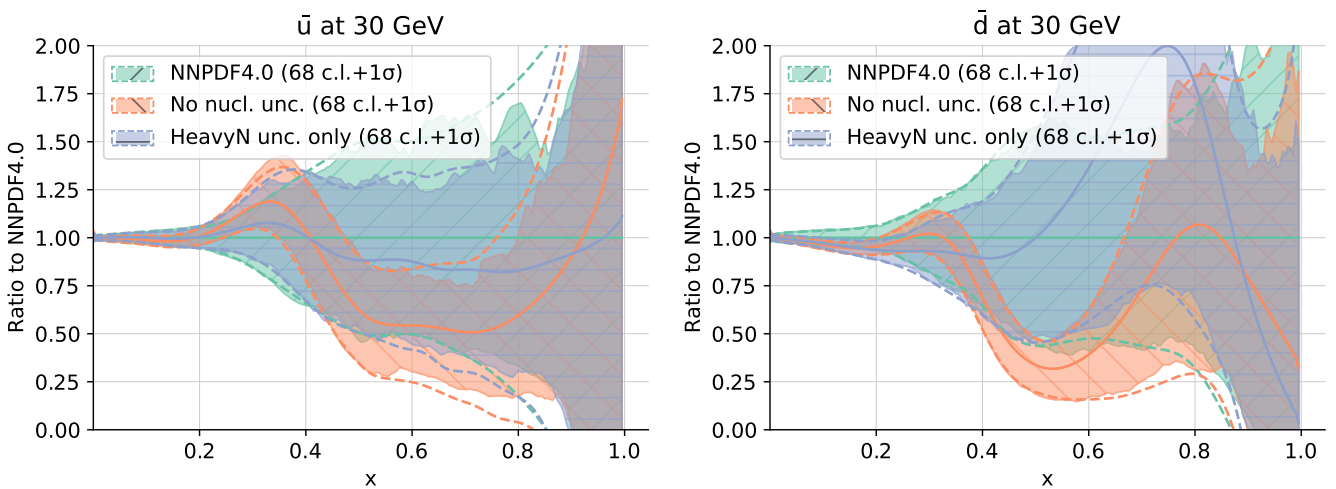 ū at 30 GeV
2.00
1.75
1.50
1.25
1.00
0.75
0.50
0.25
0.00
Ratio to NNPDF4.0
NNPDF4.0 (68 c.l.+1σ)
No nucl. unc. (68 c.l.+1σ)
HeavyN unc. only (68 c.l.+1σ)
0.2 0.4 0.6 0.8 1.0
x
d̄ at 30 GeV
2.00
1.75
1.50
1.25
1.00
0.75
0.50
0.25
0.00
Ratio to NNPDF4.0
NNPDF4.0 (68 c.l.+1σ)
No nucl. unc. (68 c.l.+1σ)
HeavyN unc. only (68 c.l.+1σ)
0.2 0.4 0.6 0.8 1.0
x